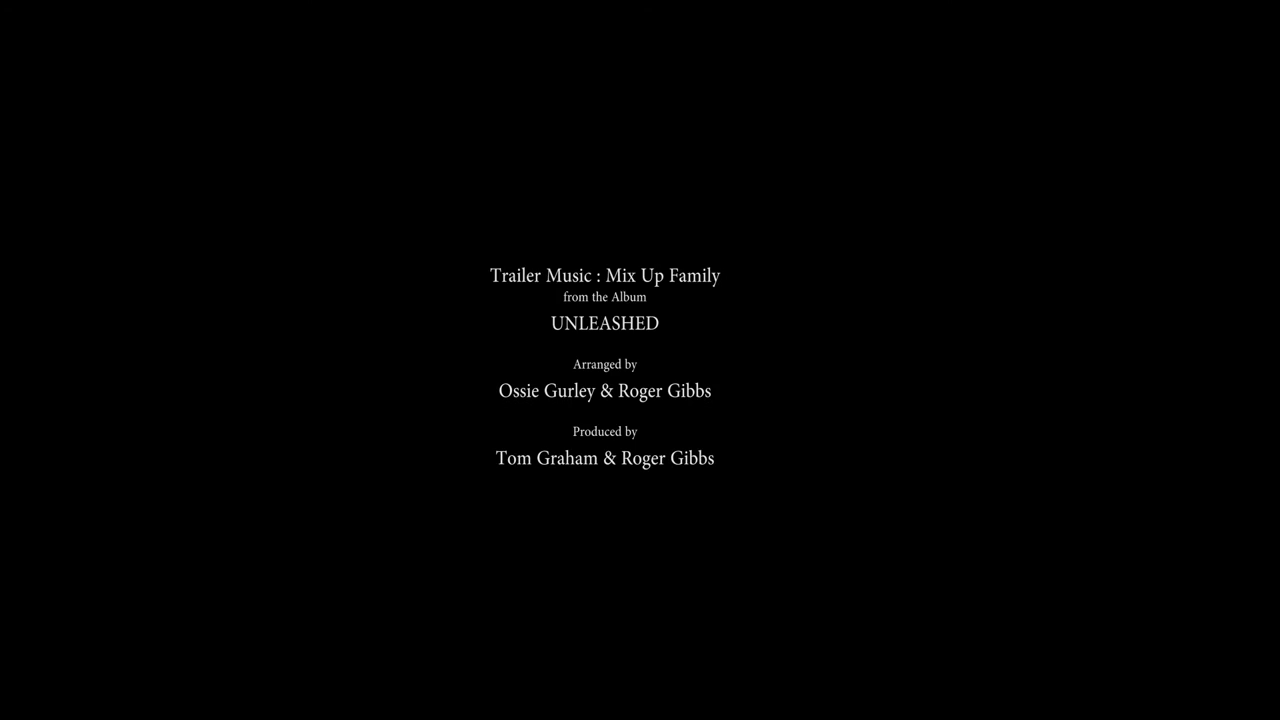 Trailer Music : Mix Up Family
from the Album
UNLEASHED
Arranged by
Ossie Gurley & Roger Gibbs
Produced by
Tom Graham & Roger Gibbs